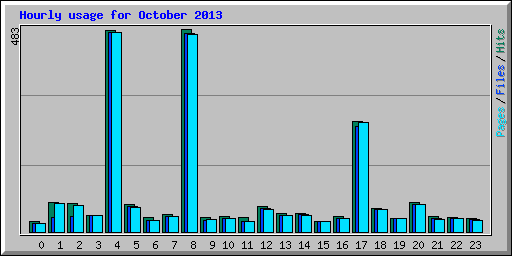 Hourly usage for October 2013
483
Pages/Files/Hits
0 1 2 3 4 5 6 7 8 9 10 11 12 13 14 15 16 17 18 19 20 21 22 23